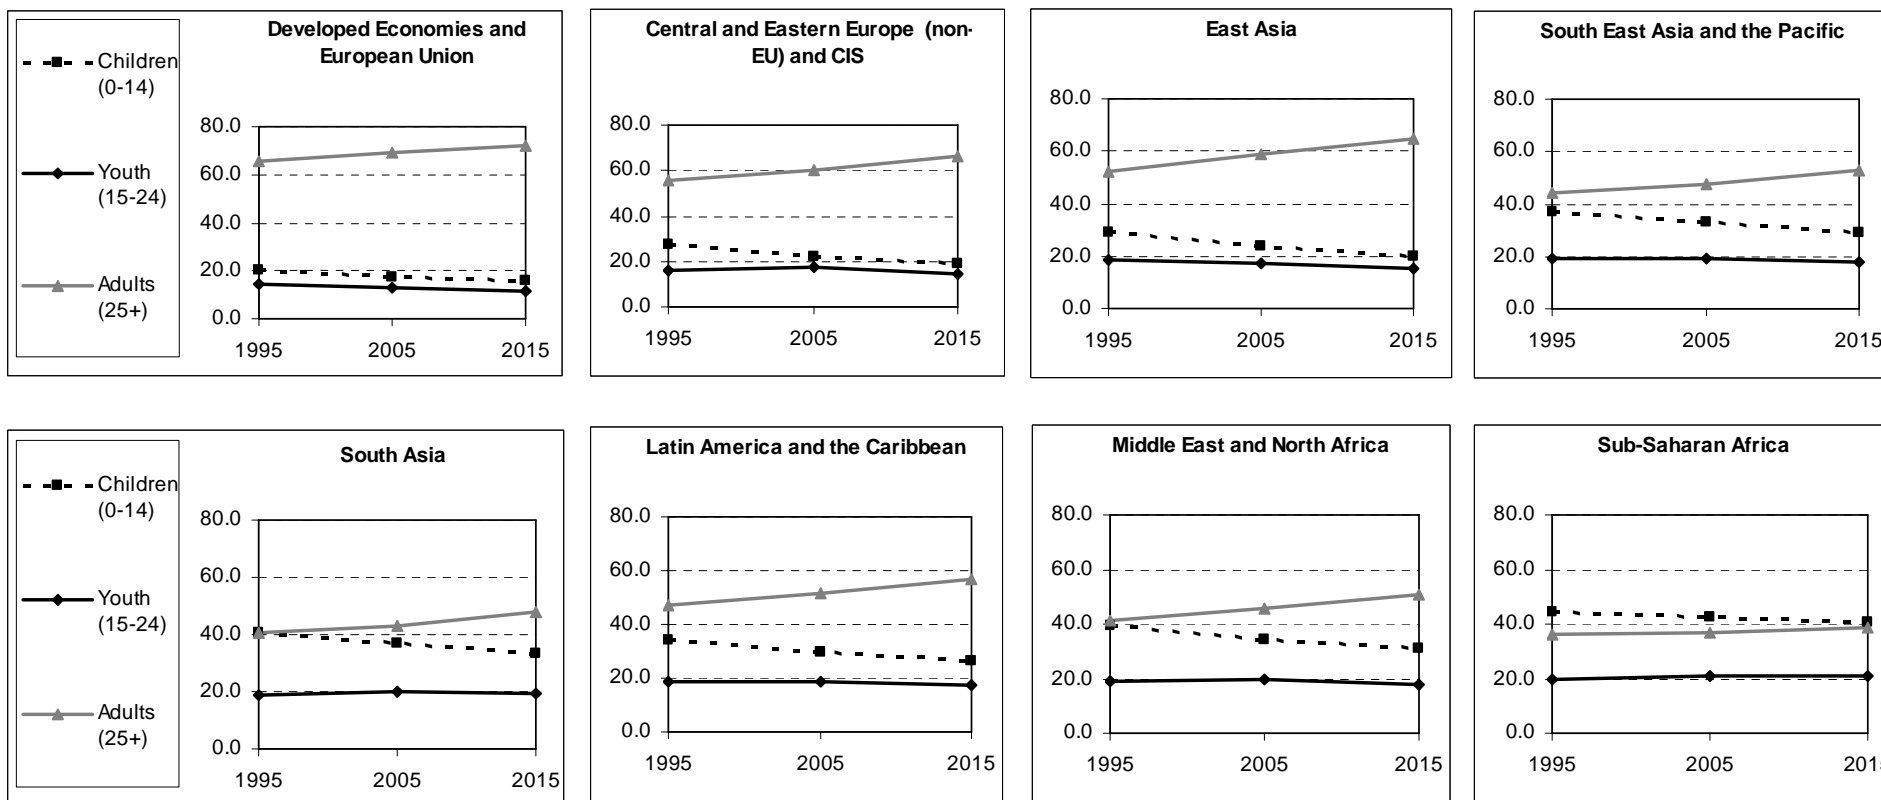 Children
(0-14)
Youth
(15-24)
Adults
(25+)
Developed Economies and
European Union
80.0
60.0
40.0
20.0
0.0
1995 2005 2015
Central and Eastern Europe (non-
EU) and CIS
80.0
60.0
40.0
20.0
0.0
1995 2005 2015
East Asia
80.0
60.0
40.0
20.0
0.0
1995 2005 2015
South East Asia and the Pacific
80.0
60.0
40.0
20.0
0.0
1995 2005 2015
Children
(0-14)
Youth
(15-24)
Adults
(25+)
South Asia
80.0
60.0
40.0
20.0
0.0
1995 2005 2015
Latin America and the Caribbean
80.0
60.0
40.0
20.0
0.0
1995 2005 2015
Middle East and North Africa
80.0
60.0
40.0
20.0
0.0
1995 2005 2015
Sub-Saharan Africa
80.0
60.0
40.0
20.0
0.0
1995 2005 2015